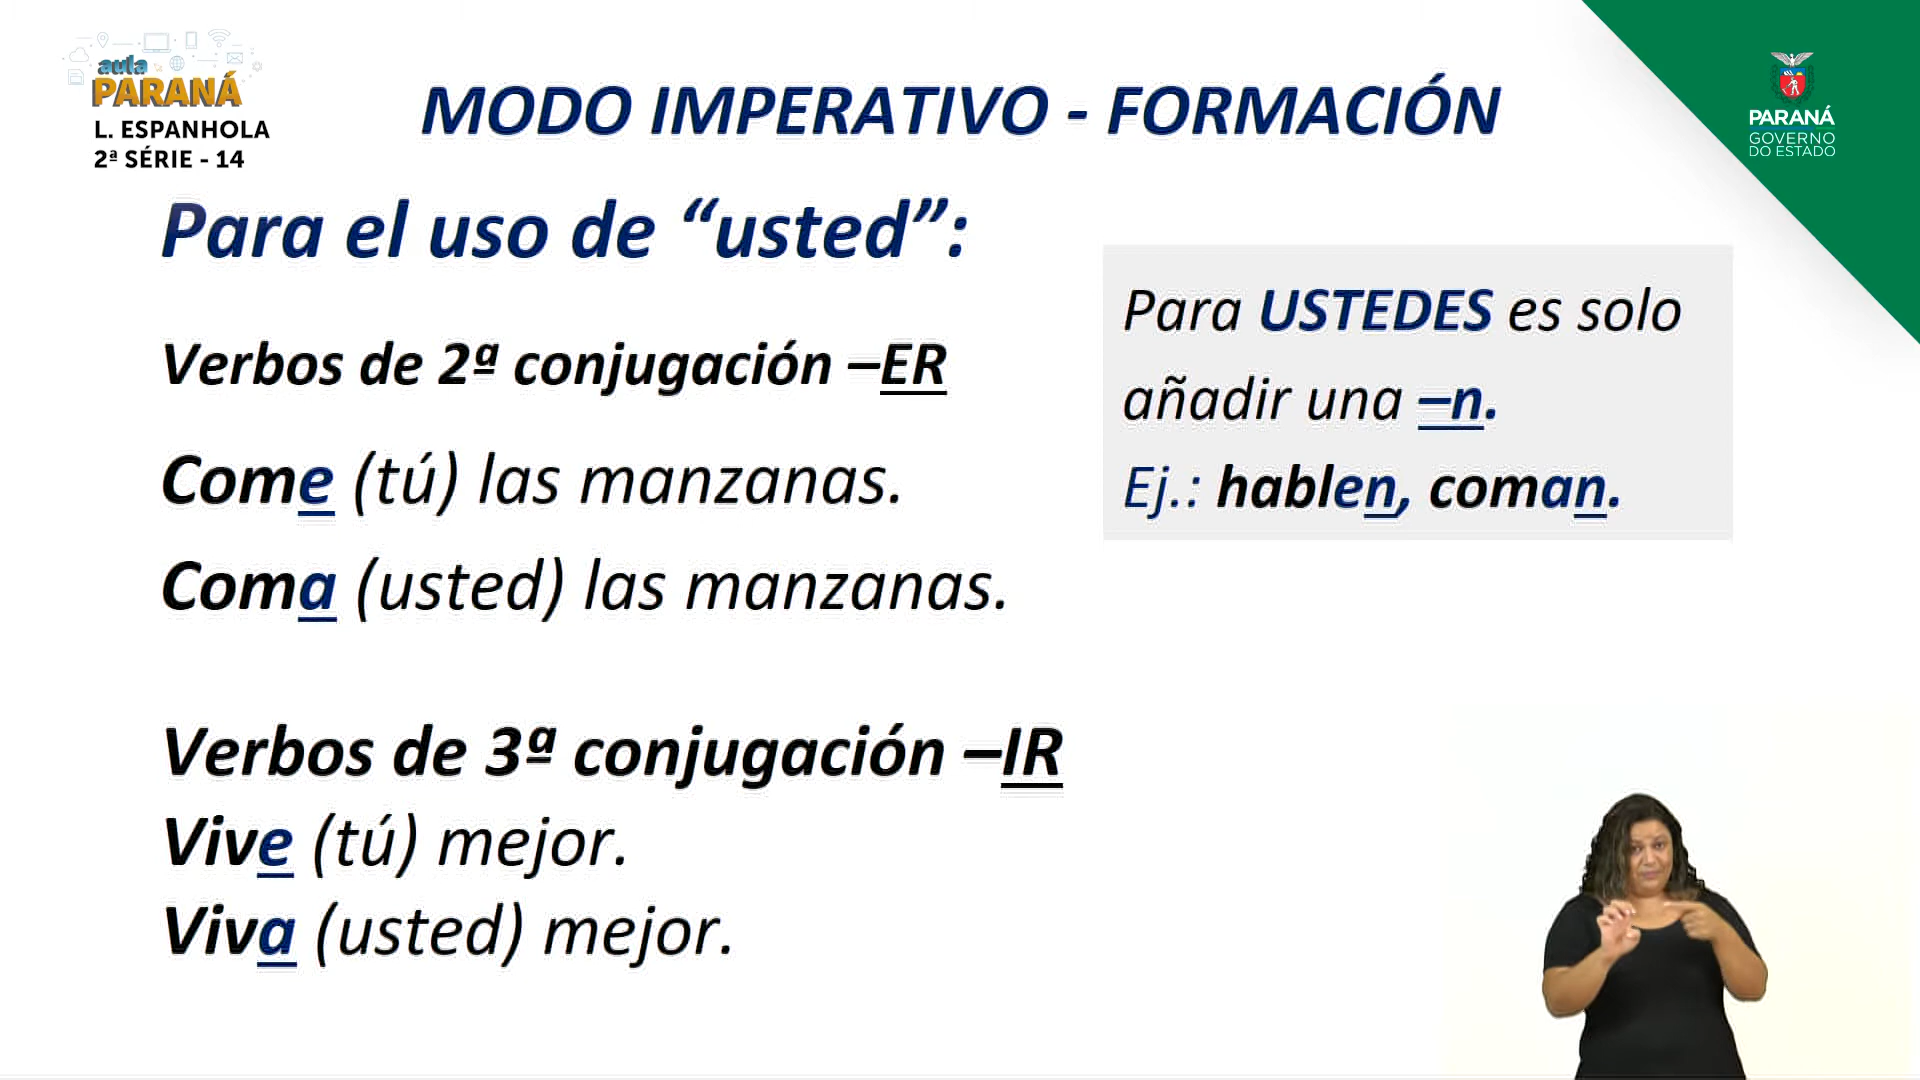 aula
PARANÁ
L. ESPANHOLA
2ª SÉRIE - 14
MODO IMPERATIVO - FORMACIÓN
PARANÁ
GOVERNO
DO ESTADO
Para el uso de “usted”:
Verbos de 2ª conjugación –ER
Come (tú) las manzanas.
Coma (usted) las manzanas.
Para USTEDES es solo
añadir una –n.
Ej.: hablen, coman.
Verbos de 3ª conjugación –IR
Vive (tú) mejor.
Viva (usted) mejor.